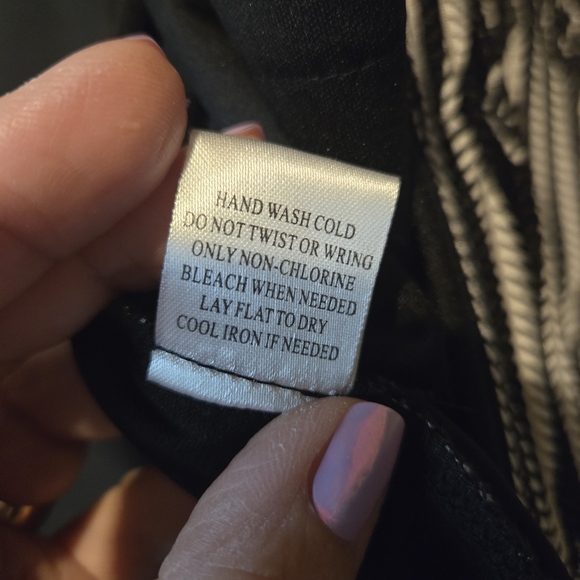 HAND WASH COLD
DO NOT TWIST OR WRING
ONLY NON-CHLORINE
BLEACH WHEN NEEDED
LAY FLAT TO DRY
COOL IRON IF NEEDED